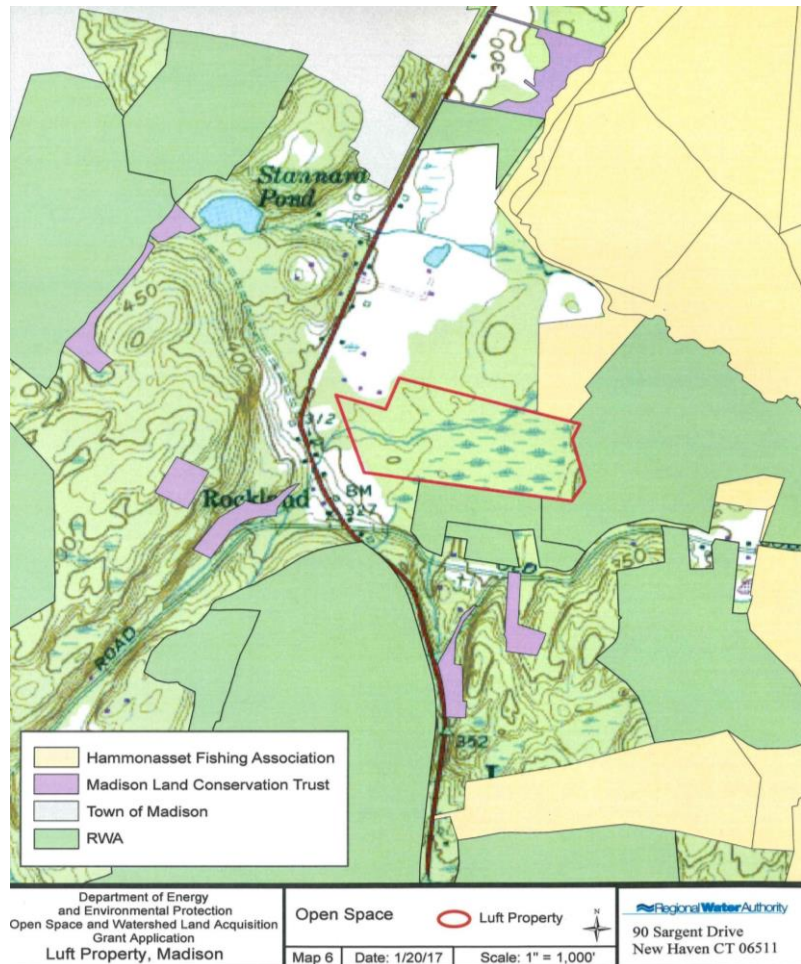 300
Stannard
Pond
450
400
312
Rockland
BM
327
OLD
350
ROAD
352
Hammonasset Fishing Association
Madison Land Conservation Trust
Town of Madison
RWA
Department of Energy
and Environmental Protection
Open Space and Watershed Land Acquisition
Grant Application
Luft Property, Madison
Open Space
Luft Property
N
Map 6
Date: 1/20/17
Scale: 1" = 1,000'
Regional Water Authority
90 Sargent Drive
New Haven CT 06511